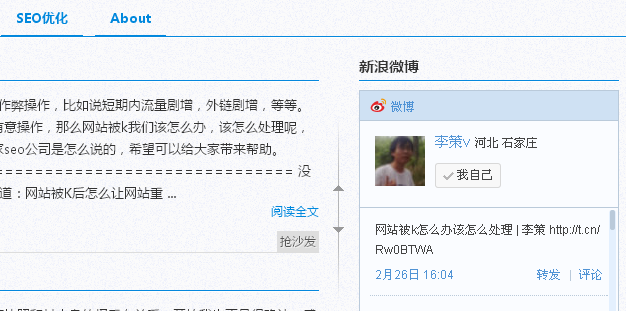 SEO优化 About
作弊操作，比如说短期内流量剧增，外链剧增，等等。
有意操作，那么网站被k我们该怎么办，该怎么处理呢，
家seo公司是怎么说的，希望可以给大家带来帮助。
============================== 没
道：网站被K后怎么让网站重 ...
阅读全文
抢沙发
新浪微博
微博
李策v 河北 石家庄
我自己
网站被k怎么办该怎么处理 | 李策 http://t.cn/
Rw0BTWA
2月26日 16:04 转发 | 评论